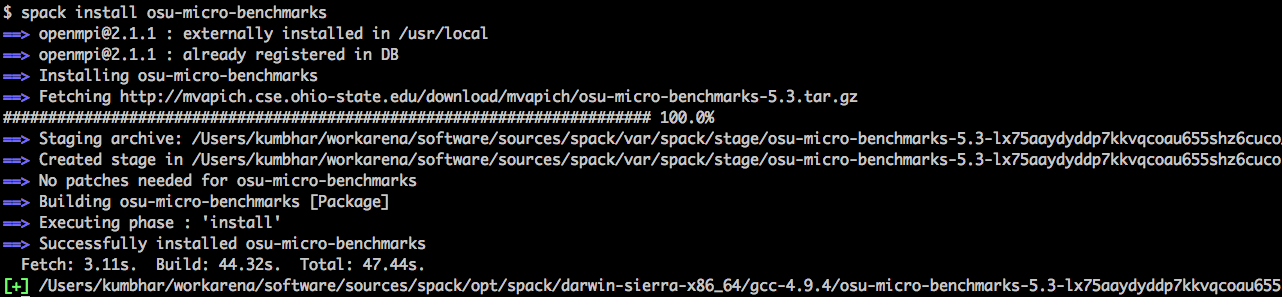 $ spack install osu-micro-benchmarks
==> openmpi@2.1.1 : externally installed in /usr/local
==> openmpi@2.1.1 : already registered in DB
==> Installing osu-micro-benchmarks
==> Fetching http://mvapich.cse.ohio-state.edu/download/mvapich/osu-micro-benchmarks-5.3.tar.gz
######################################################################## 100.0%
==> Staging archive: /Users/kumbhar/workarena/software/sources/spack/var/spack/stage/osu-micro-benchmarks-5.3-lx75aaydyddp7kkvqcoau655shz6cuco
==> Created stage in /Users/kumbhar/workarena/software/sources/spack/var/spack/stage/osu-micro-benchmarks-5.3-lx75aaydyddp7kkvqcoau655shz6cuco
==> No patches needed for osu-micro-benchmarks
==> Building osu-micro-benchmarks [Package]
==> Executing phase : 'install'
==> Successfully installed osu-micro-benchmarks
  Fetch: 3.11s.  Build: 44.32s.  Total: 47.44s.
[+] /Users/kumbhar/workarena/software/sources/spack/opt/spack/darwin-sierra-x86_64/gcc-4.9.4/osu-micro-benchmarks-5.3-lx75aaydyddp7kkvqcoau655